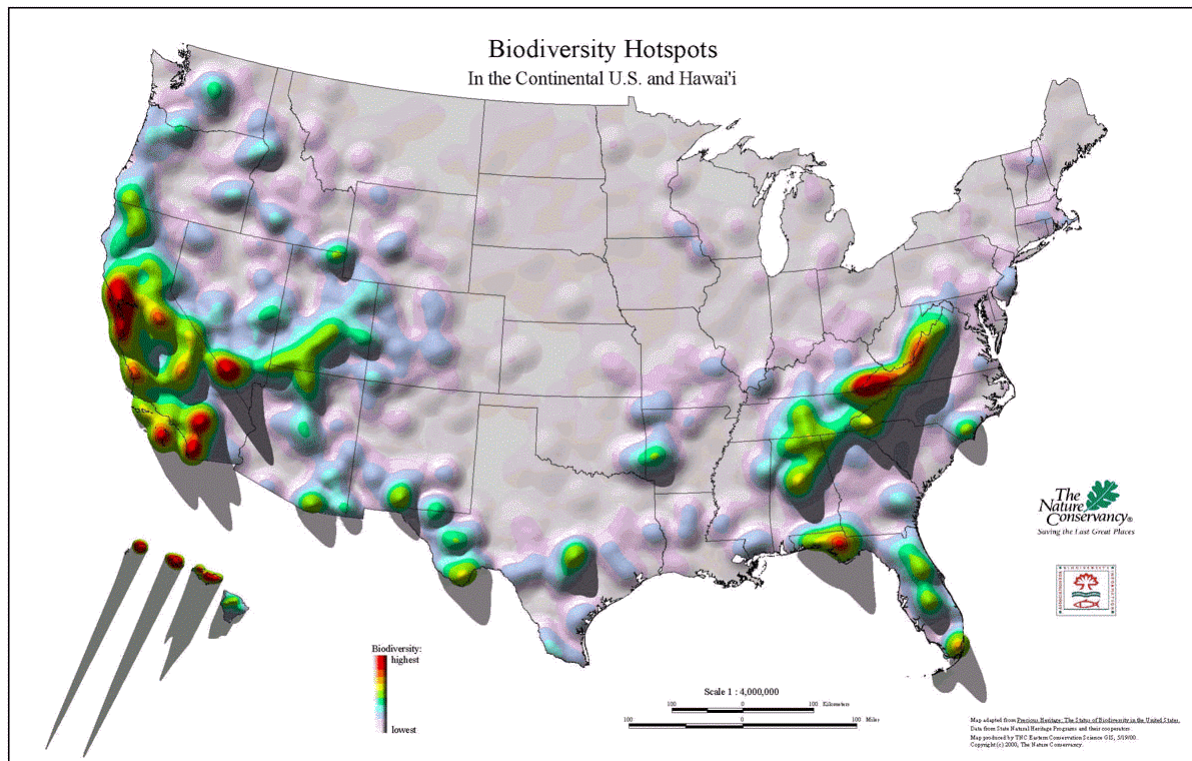 Biodiversity Hotspots
In the Continental U.S. and Hawai'i
The
Nature
Conservancy®
Saving the Last Great Places
Biodiversity:
highest
lowest
Scale 1 : 4,000,000
100 0 100 Kilometers
100 0 100 Miles
Map adapted from Precious Heritage: The Status of Biodiversity in the United States.
Data from State Natural Heritage Programs and their cooperators.
Map produced by TNC Eastern Conservation Science GIS, 5/19/00.
Copyright (c) 2000, The Nature Conservancy.